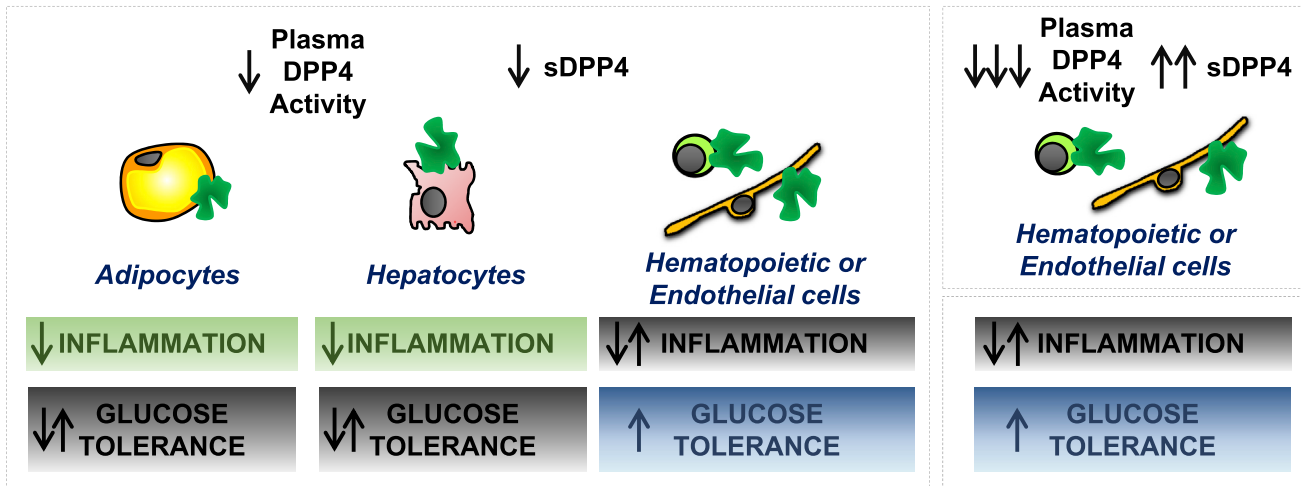 Plasma
DPP4
Activity
sDPP4
Adipocytes
Hepatocytes
Hematopoietic or
Endothelial cells
INFLAMMATION
INFLAMMATION
INFLAMMATION
GLUCOSE
TOLERANCE
GLUCOSE
TOLERANCE
GLUCOSE
TOLERANCE
Plasma
DPP4
Activity
sDPP4
Hematopoietic or
Endothelial cells
INFLAMMATION
GLUCOSE
TOLERANCE